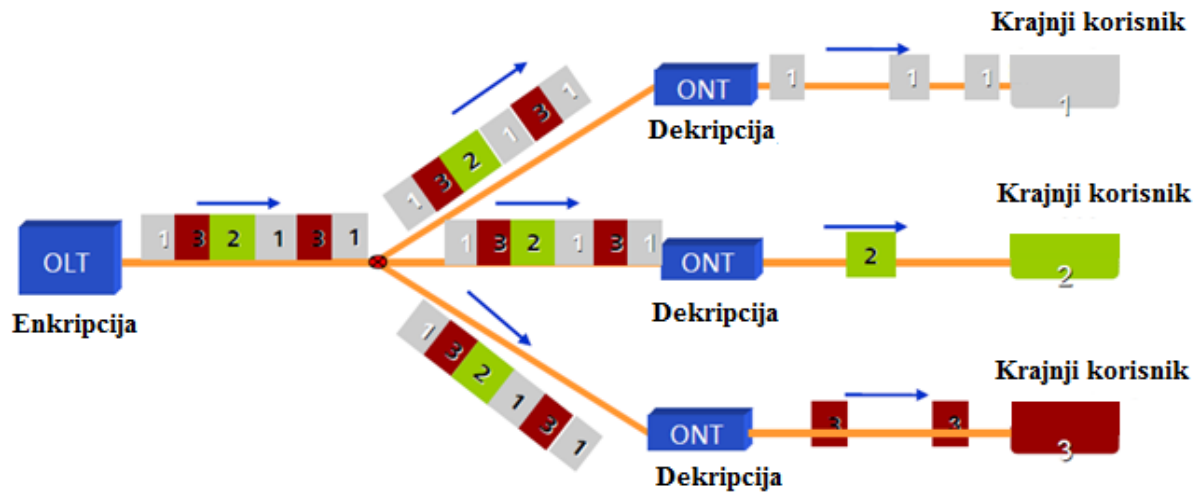 Krajnji korisnik
1 3 2 1 3 1
ONT
1 1 1
1
Dekripcija
Krajnji korisnik
1 3 2 1 3 1
1 3 2 1 3 1
OLT
ONT
2
2
Enkripcija
Dekripcija
1 3 2 1 3 1
Krajnji korisnik
ONT
3 3
3
Dekripcija